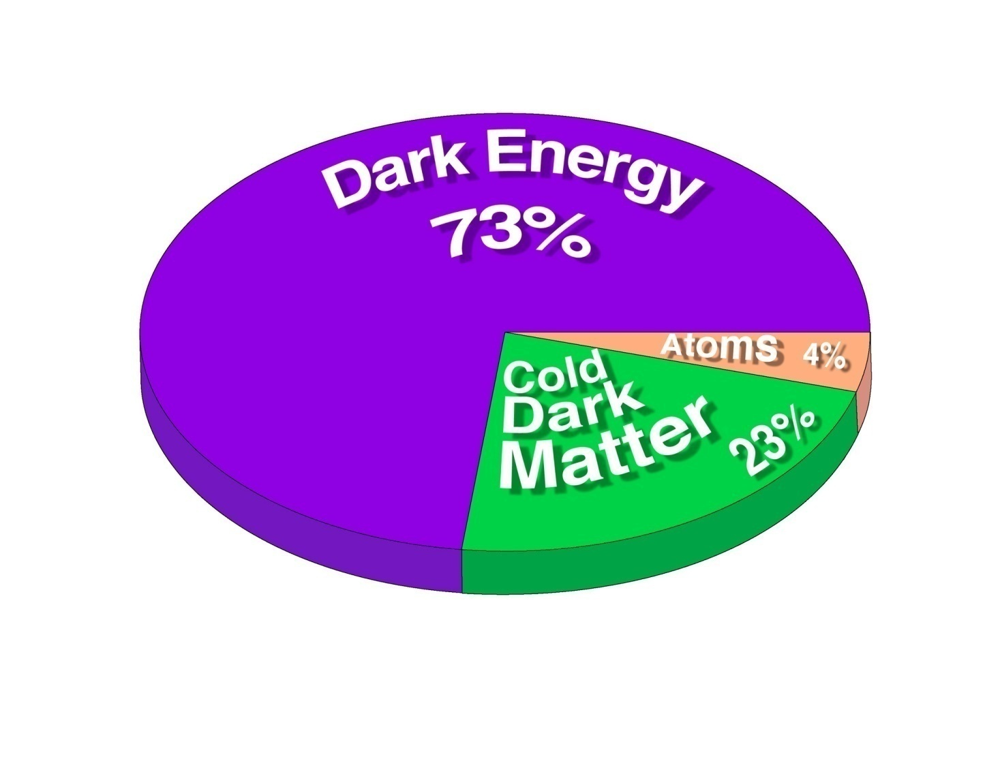 Dark Energy
73%
Atoms 4%
Cold
Dark
Matter
23%